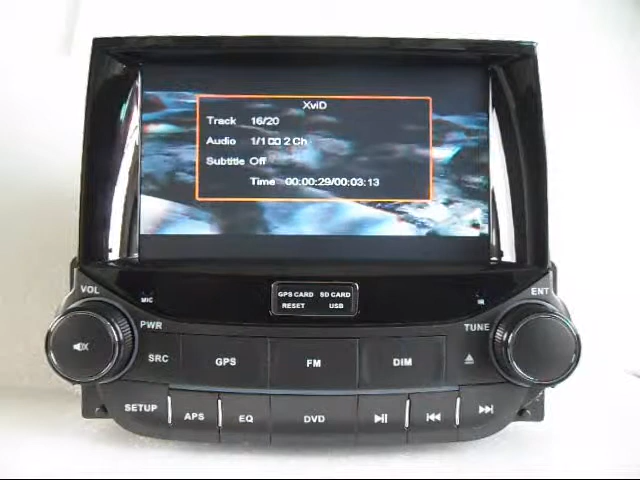 XviD
Track 16/20
Audio 1/1 2 Ch
Subtitle Off
Time 00:00:29/00:03:13
VOL
ENT
MIC
GPS CARD SD CARD
IR
RESET USB
PWR
TUNE
SRC GPS FM DIM
SETUP APS EQ DVD